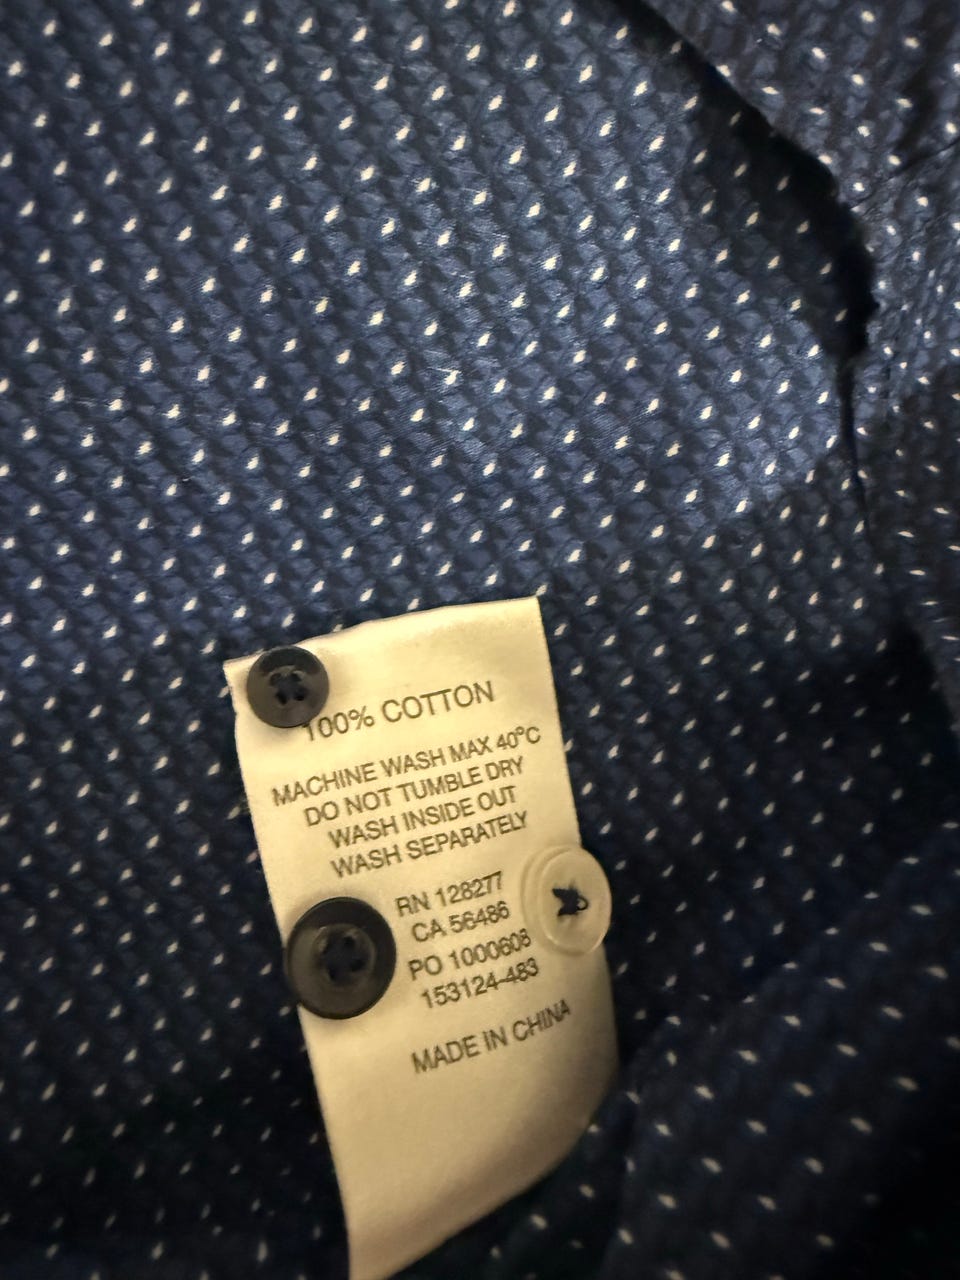 100% COTTON
MACHINE WASH MAX 40°C
DO NOT TUMBLE DRY
WASH INSIDE OUT
WASH SEPARATELY
RN 128277
CA 56486
PO 1000608
153124-483
MADE IN CHINA